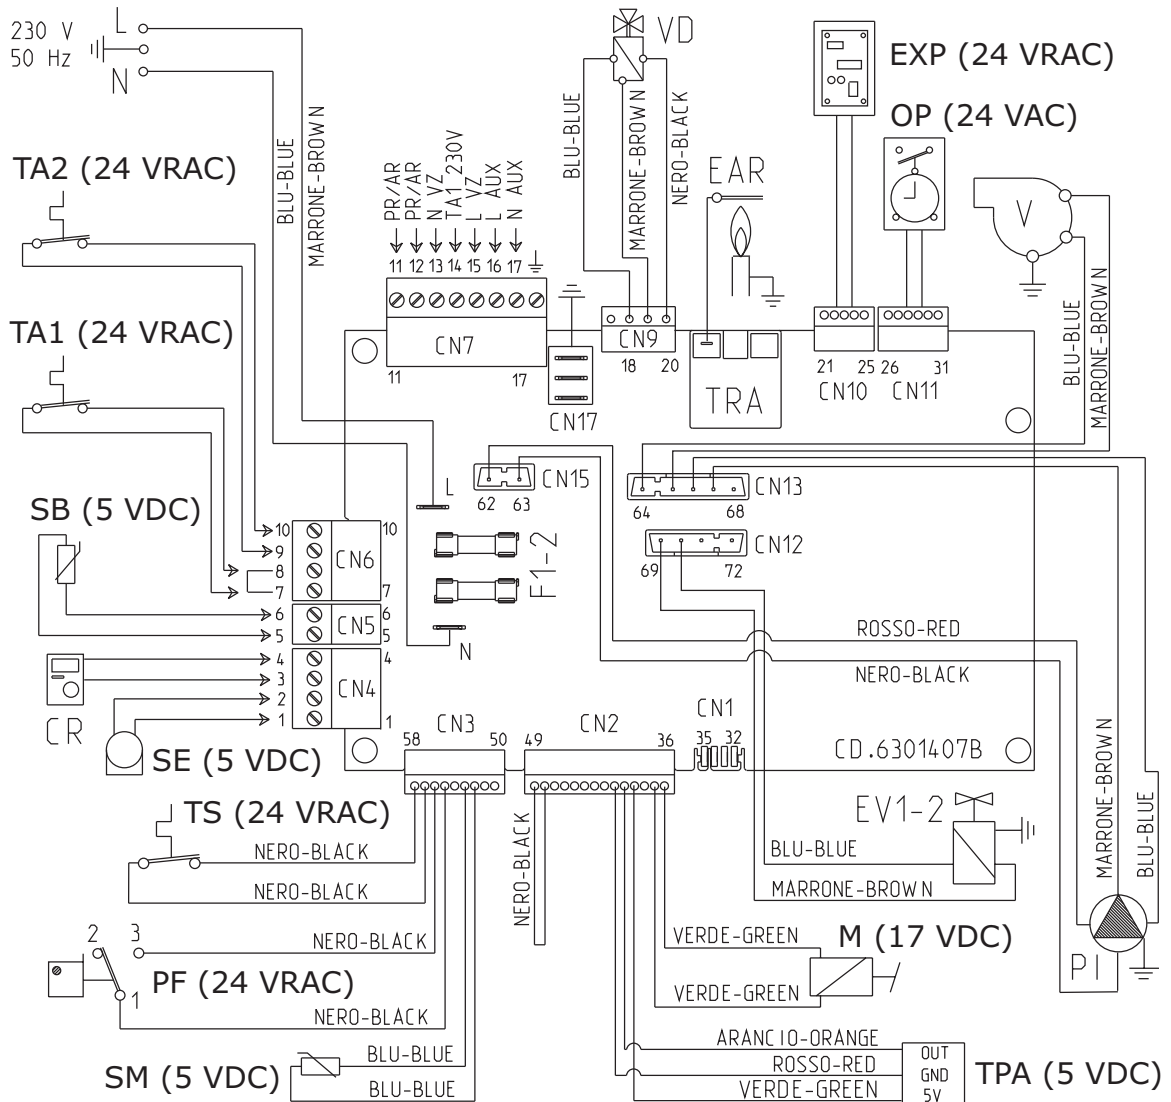 230 V
50 Hz
L
N
TA2 (24 VRAC)
TA1 (24 VRAC)
SB (5 VDC)
CR
SE (5 VDC)
TS (24 VRAC)
PF (24 VRAC)
SM (5 VDC)
BLU-BLUE
MARRONE-BROWN
PR/AR
PR/AR
N VZ
TA1 230V
L VZ
L AUX
N AUX
11 12 13 14 15 16 17
CN7
11 17
VD
BLU-BLUE
MARRONE-BROWN
NERO-BLACK
CN9
18 20
CN17
EAR
TRA
EXP (24 VRAC)
OP (24 VAC)
V
21 25
CN10
26 31
CN11
BLU-BLUE
MARRONE-BROWN
CN15
62 63
CN13
64 68
CN12
69 72
L
F1-2
N
10
9
8
7
CN6
10
7
6
5
CN5
6
5
4
3
2
1
CN4
4
1
ROSSO-RED
NERO-BLACK
CN3
58 50
CN2
49 36
CN1
35 32
CD.6301407B
NERO-BLACK
NERO-BLACK
NERO-BLACK
NERO-BLACK
2 3
1
BLU-BLUE
BLU-BLUE
NERO-BLACK
EV1-2
BLU-BLUE
MARRONE-BROWN
MARRONE-BROWN
BLU-BLUE
VERDE-GREEN
M (17 VDC)
VERDE-GREEN
PI
ARANCIO-ORANGE
ROSSO-RED
VERDE-GREEN
OUT
GND
5V
TPA (5 VDC)